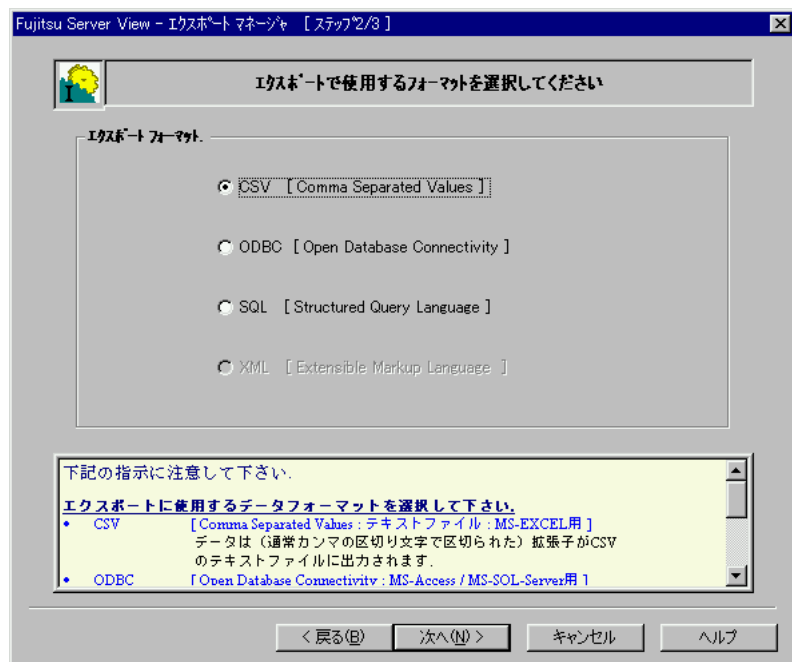 Fujitsu Server View - エクスポート マネージャ [ ステップ2/3 ]
エクスポートで使用するフォーマットを選択してください
エクスポート フォーマット.
CSV [ Comma Separated Values ]
ODBC [ Open Database Connectivity ]
SQL [ Structured Query Language ]
XML [ Extensible Markup Language ]
下記の指示に注意して下さい.
エクスポートに使用するデータフォーマットを選択して下さい.
• CSV [ Comma Separated Values : テキストファイル : MS-EXCEL用 ]
データは（通常カンマの区切り文字で区切られた）拡張子がCSV
のテキストファイルに出力されます.
• ODBC [ Open Database Connectivity : MS-Access / MS-SQL-Server用 ]
< 戻る(B) 次へ(N) > キャンセル ヘルプ